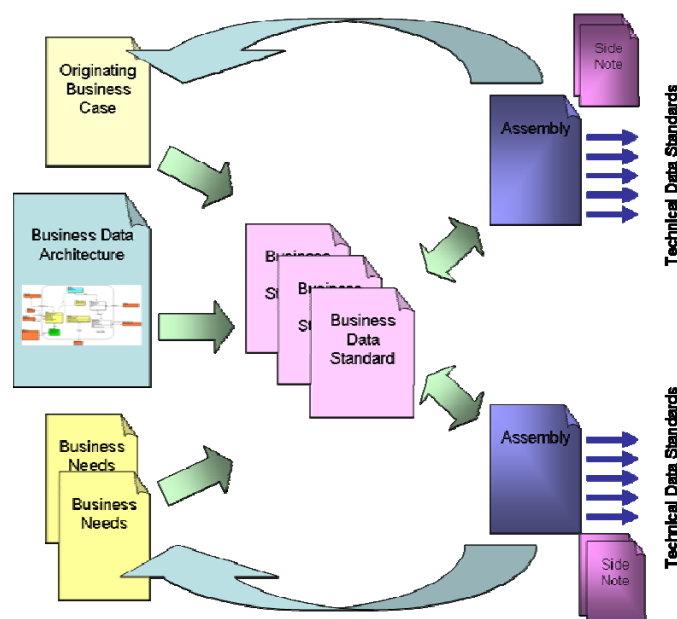 Originating
Business
Case
Side
Note
Assembly
Technical Data Standards
Business Data
Architecture
Business
Data
Standard
Business
Needs
Business
Needs
Assembly
Technical Data Standards
Side
Note